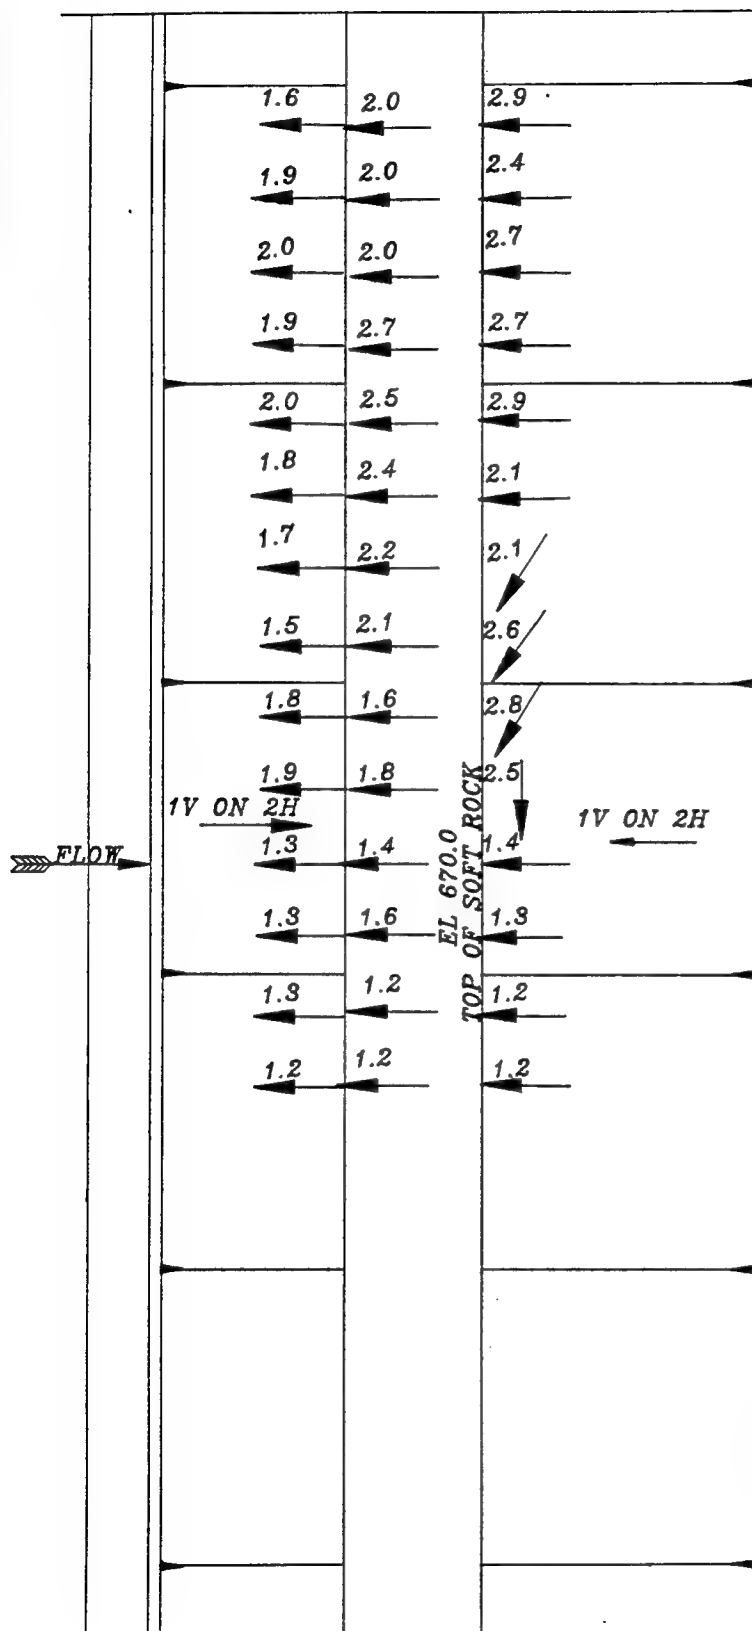 1.6 2.0 2.9
1.9 2.0 2.4
2.0 2.0 2.7
1.9 2.7 2.7
2.0 2.5 2.9
1.8 2.4 2.1
1.7 2.2 2.1
1.5 2.1 2.6
1.8 1.6 2.8
1.9 1.8 2.5
1V ON 2H
1V ON 2H
FLOW
1.3 1.4 1.4
EL 670.0
TOP OF SOFT ROCK
1.3 1.6 1.3
1.3 1.2 1.2
1.2 1.2 1.2